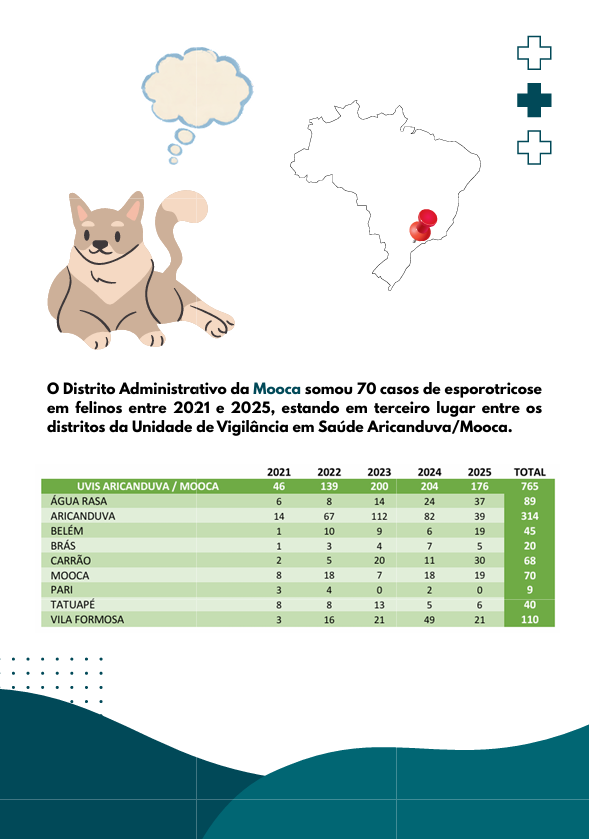 O Distrito Administrativo da Mooca somou 70 casos de esporotricose
em felinos entre 2021 e 2025, estando em terceiro lugar entre os
distritos da Unidade de Vigilância em Saúde Aricanduva/Mooca.
2021 2022 2023 2024 2025 TOTAL
UVIS ARICANDUVA / MOOCA 46 139 200 204 176 765
ÁGUA RASA 6 8 14 24 37 89
ARICANDUVA 14 67 112 82 39 314
BELÉM 1 10 9 6 19 45
BRÁS 1 3 4 7 5 20
CARRÃO 2 5 20 11 30 68
MOOCA 8 18 7 18 19 70
PARI 3 4 0 2 0 9
TATUAPÉ 8 8 13 5 6 40
VILA FORMOSA 3 16 21 49 21 110